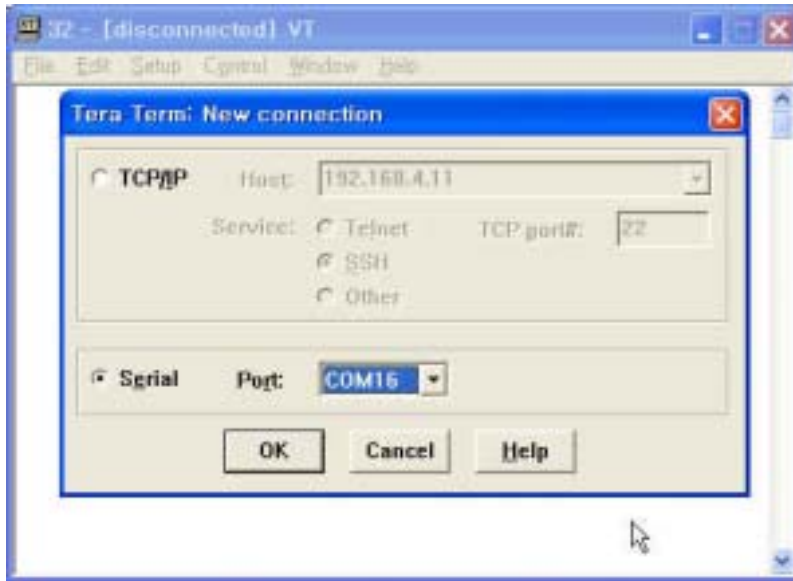 32 - [disconnected] VT
File Edit Setup Control Window Help
Tera Term: New connection
TCP/IP Host: 192.168.4.11
Service: Telnet TCP port#: 22
SSH
Other
Serial Port: COM16
OK Cancel Help